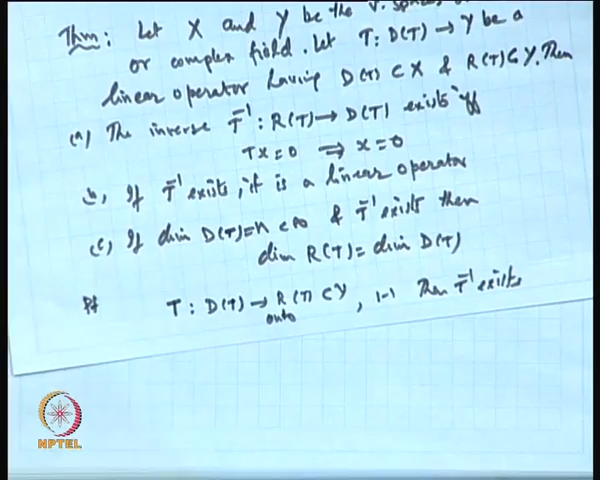 Thm: Let X and Y be the V. spaces
or complex field. Let T: D(T) → Y be a
linear operator having D(T) ⊂ X & R(T) ⊂ Y. Then
(a) The inverse T⁻¹: R(T) → D(T) exists iff
Tx = 0 ⇒ x = 0
(b) If T⁻¹ exists, it is a linear operator
(c) If dim D(T) = n < ∞ & T⁻¹ exists then
dim R(T) = dim D(T)
Pf T: D(T) → R(T) ⊂ Y, 1-1 Then T⁻¹ exists
onto
NPTEL